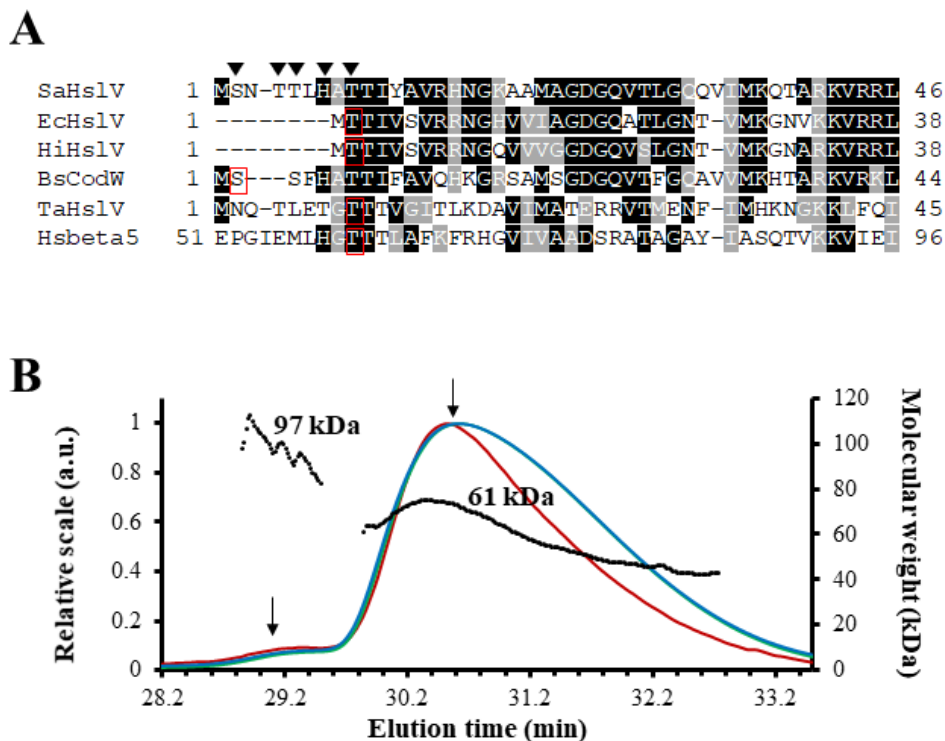 A
SaHslV 1 MSN-TTLHATTIYAVRHNGKAAMAGDGQVTLGQQVIMKQTARKVRRL 46
EcHslV 1 --------MTTIVSVRRNGHVVIAGDGQATLGNT-VMKGNVKKVRRL 38
HiHslV 1 --------MTTIVSVRRNGQVVVGGDGQVSLGNT-VMKGNARKVRRL 38
BsCodW 1 MS---SFHATTIFAVQHKGRSAMSGDGQVTFGQAVVMKHTARKVRKL 44
TaHslV 1 MNQ-TLETGTTTVGITLKDAVIMATERRVTMENF-IMHKNGKKLFQI 45
Hsbeta5 51 EPGIEMLHGTTTLAFKFRHGVIVAADSRATAGAY-IASQTVKKVIEI 96
B
97 kDa
61 kDa
Relative scale (a.u.)
1
0.8
0.6
0.4
0.2
0
120
100
80
60
40
20
0
Molecular weight (kDa)
28.2 29.2 30.2 31.2 32.2 33.2
Elution time (min)